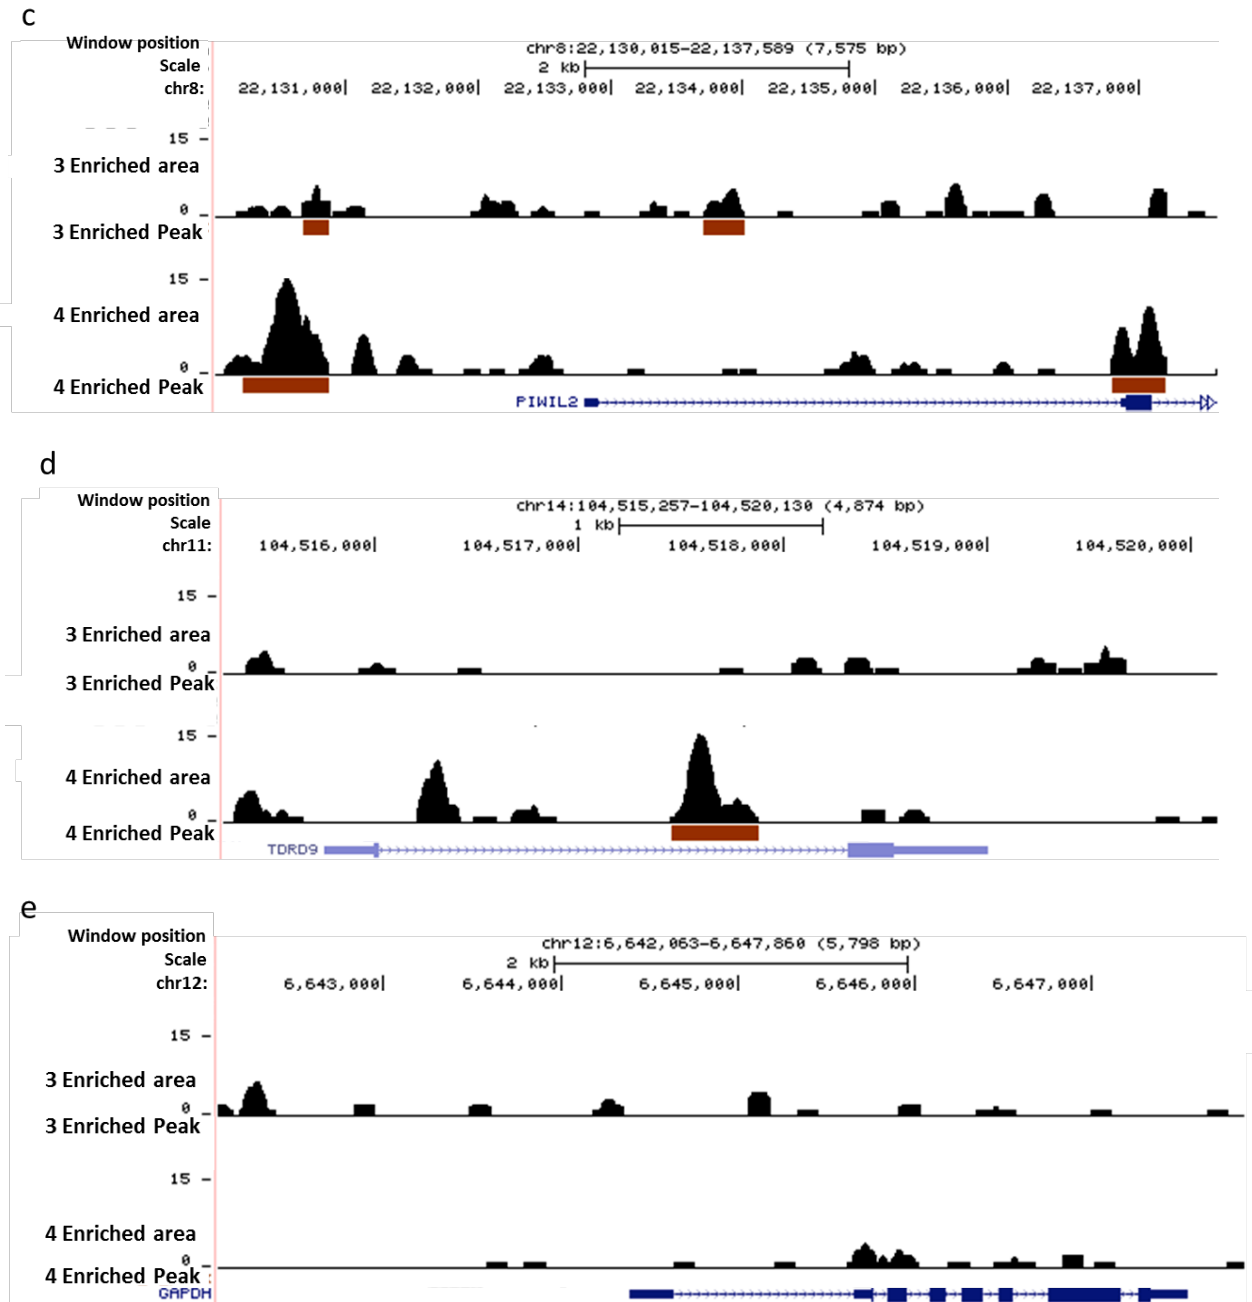 c
Window position chr8:22,130,015-22,137,589 (7,575 bp)
Scale 2 kb
chr8: 22,131,000 22,132,000 22,133,000 22,134,000 22,135,000 22,136,000 22,137,000
15
3 Enriched area
0
3 Enriched Peak
15
4 Enriched area
0
4 Enriched Peak
PIWIL2
d
Window position chr14:104,515,257-104,520,130 (4,874 bp)
Scale 1 kb
chr11: 104,516,000 104,517,000 104,518,000 104,519,000 104,520,000
15
3 Enriched area
0
3 Enriched Peak
15
4 Enriched area
0
4 Enriched Peak
TDRD9
e
Window position chr12:6,642,063-6,647,860 (5,798 bp)
Scale 2 kb
chr12: 6,643,000 6,644,000 6,645,000 6,646,000 6,647,000
15
3 Enriched area
0
3 Enriched Peak
15
4 Enriched area
0
4 Enriched Peak :
GAPDH